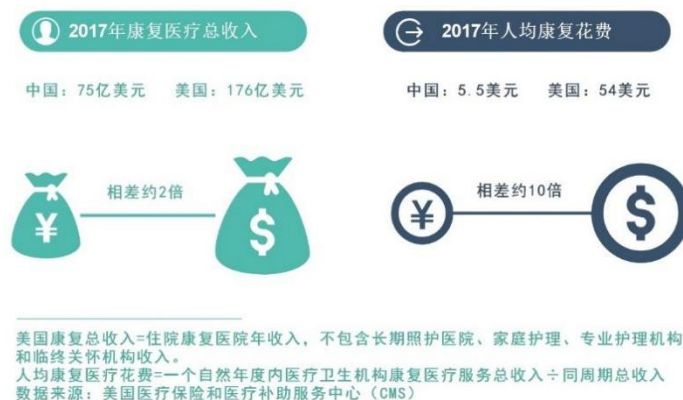 2017年康复医疗总收入
2017年人均康复花费
中国：75亿美元 美国：176亿美元
中国：5.5美元 美国：54美元
相差约2倍
相差约10倍
¥
$
¥
$
美国康复总收入=住院康复医院年收入，不包含长期照护医院、家庭护理、专业护理机构
和临终关怀机构收入。
人均康复医疗花费=一个自然年度内医疗卫生机构康复医疗服务总收入÷同周期总收入
数据来源：美国医疗保险和医疗补助服务中心（CMS）